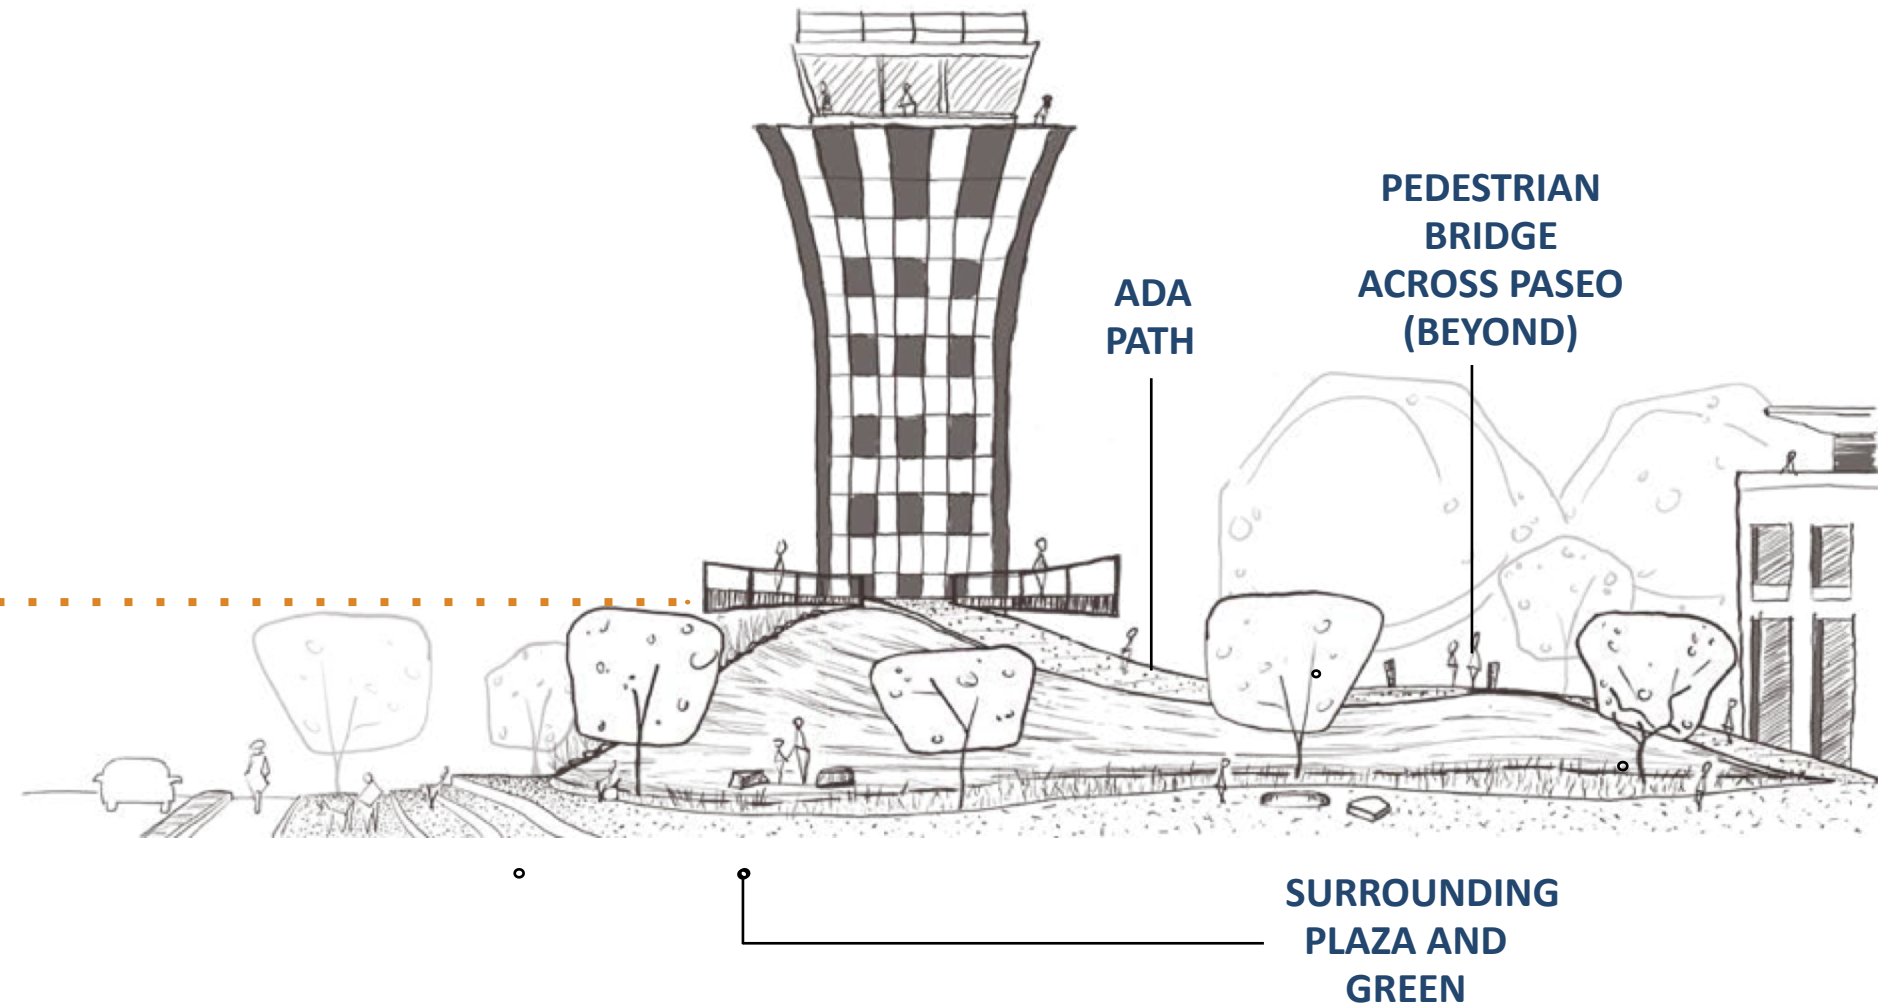 PEDESTRIAN
BRIDGE
ACROSS PASEO
(BEYOND)
ADA
PATH
SURROUNDING
PLAZA AND
GREEN